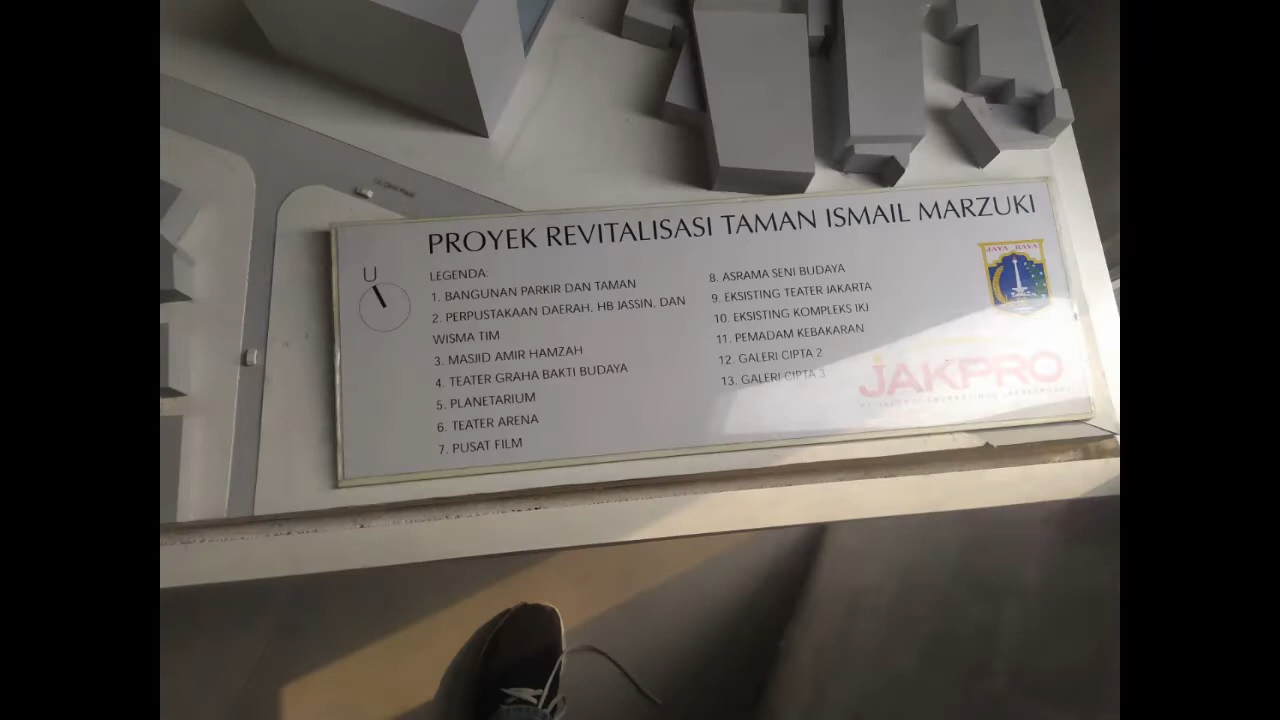 PROYEK REVITALISASI TAMAN ISMAIL MARZUKI
U
LEGENDA:
1. BANGUNAN PARKIR DAN TAMAN
2. PERPUSTAKAAN DAERAH, HB JASSIN, DAN
WISMA TIM
3. MASJID AMIR HAMZAH
4. TEATER GRAHA BAKTI BUDAYA
5. PLANETARIUM
6. TEATER ARENA
7. PUSAT FILM
8. ASRAMA SENI BUDAYA
9. EKSISTING TEATER JAKARTA
10. EKSISTING KOMPLEKS IKJ
11. PEMADAM KEBAKARAN
12. GALERI CIPTA 2
13. GALERI CIPTA 3
JAYA RAYA
JAKPRO